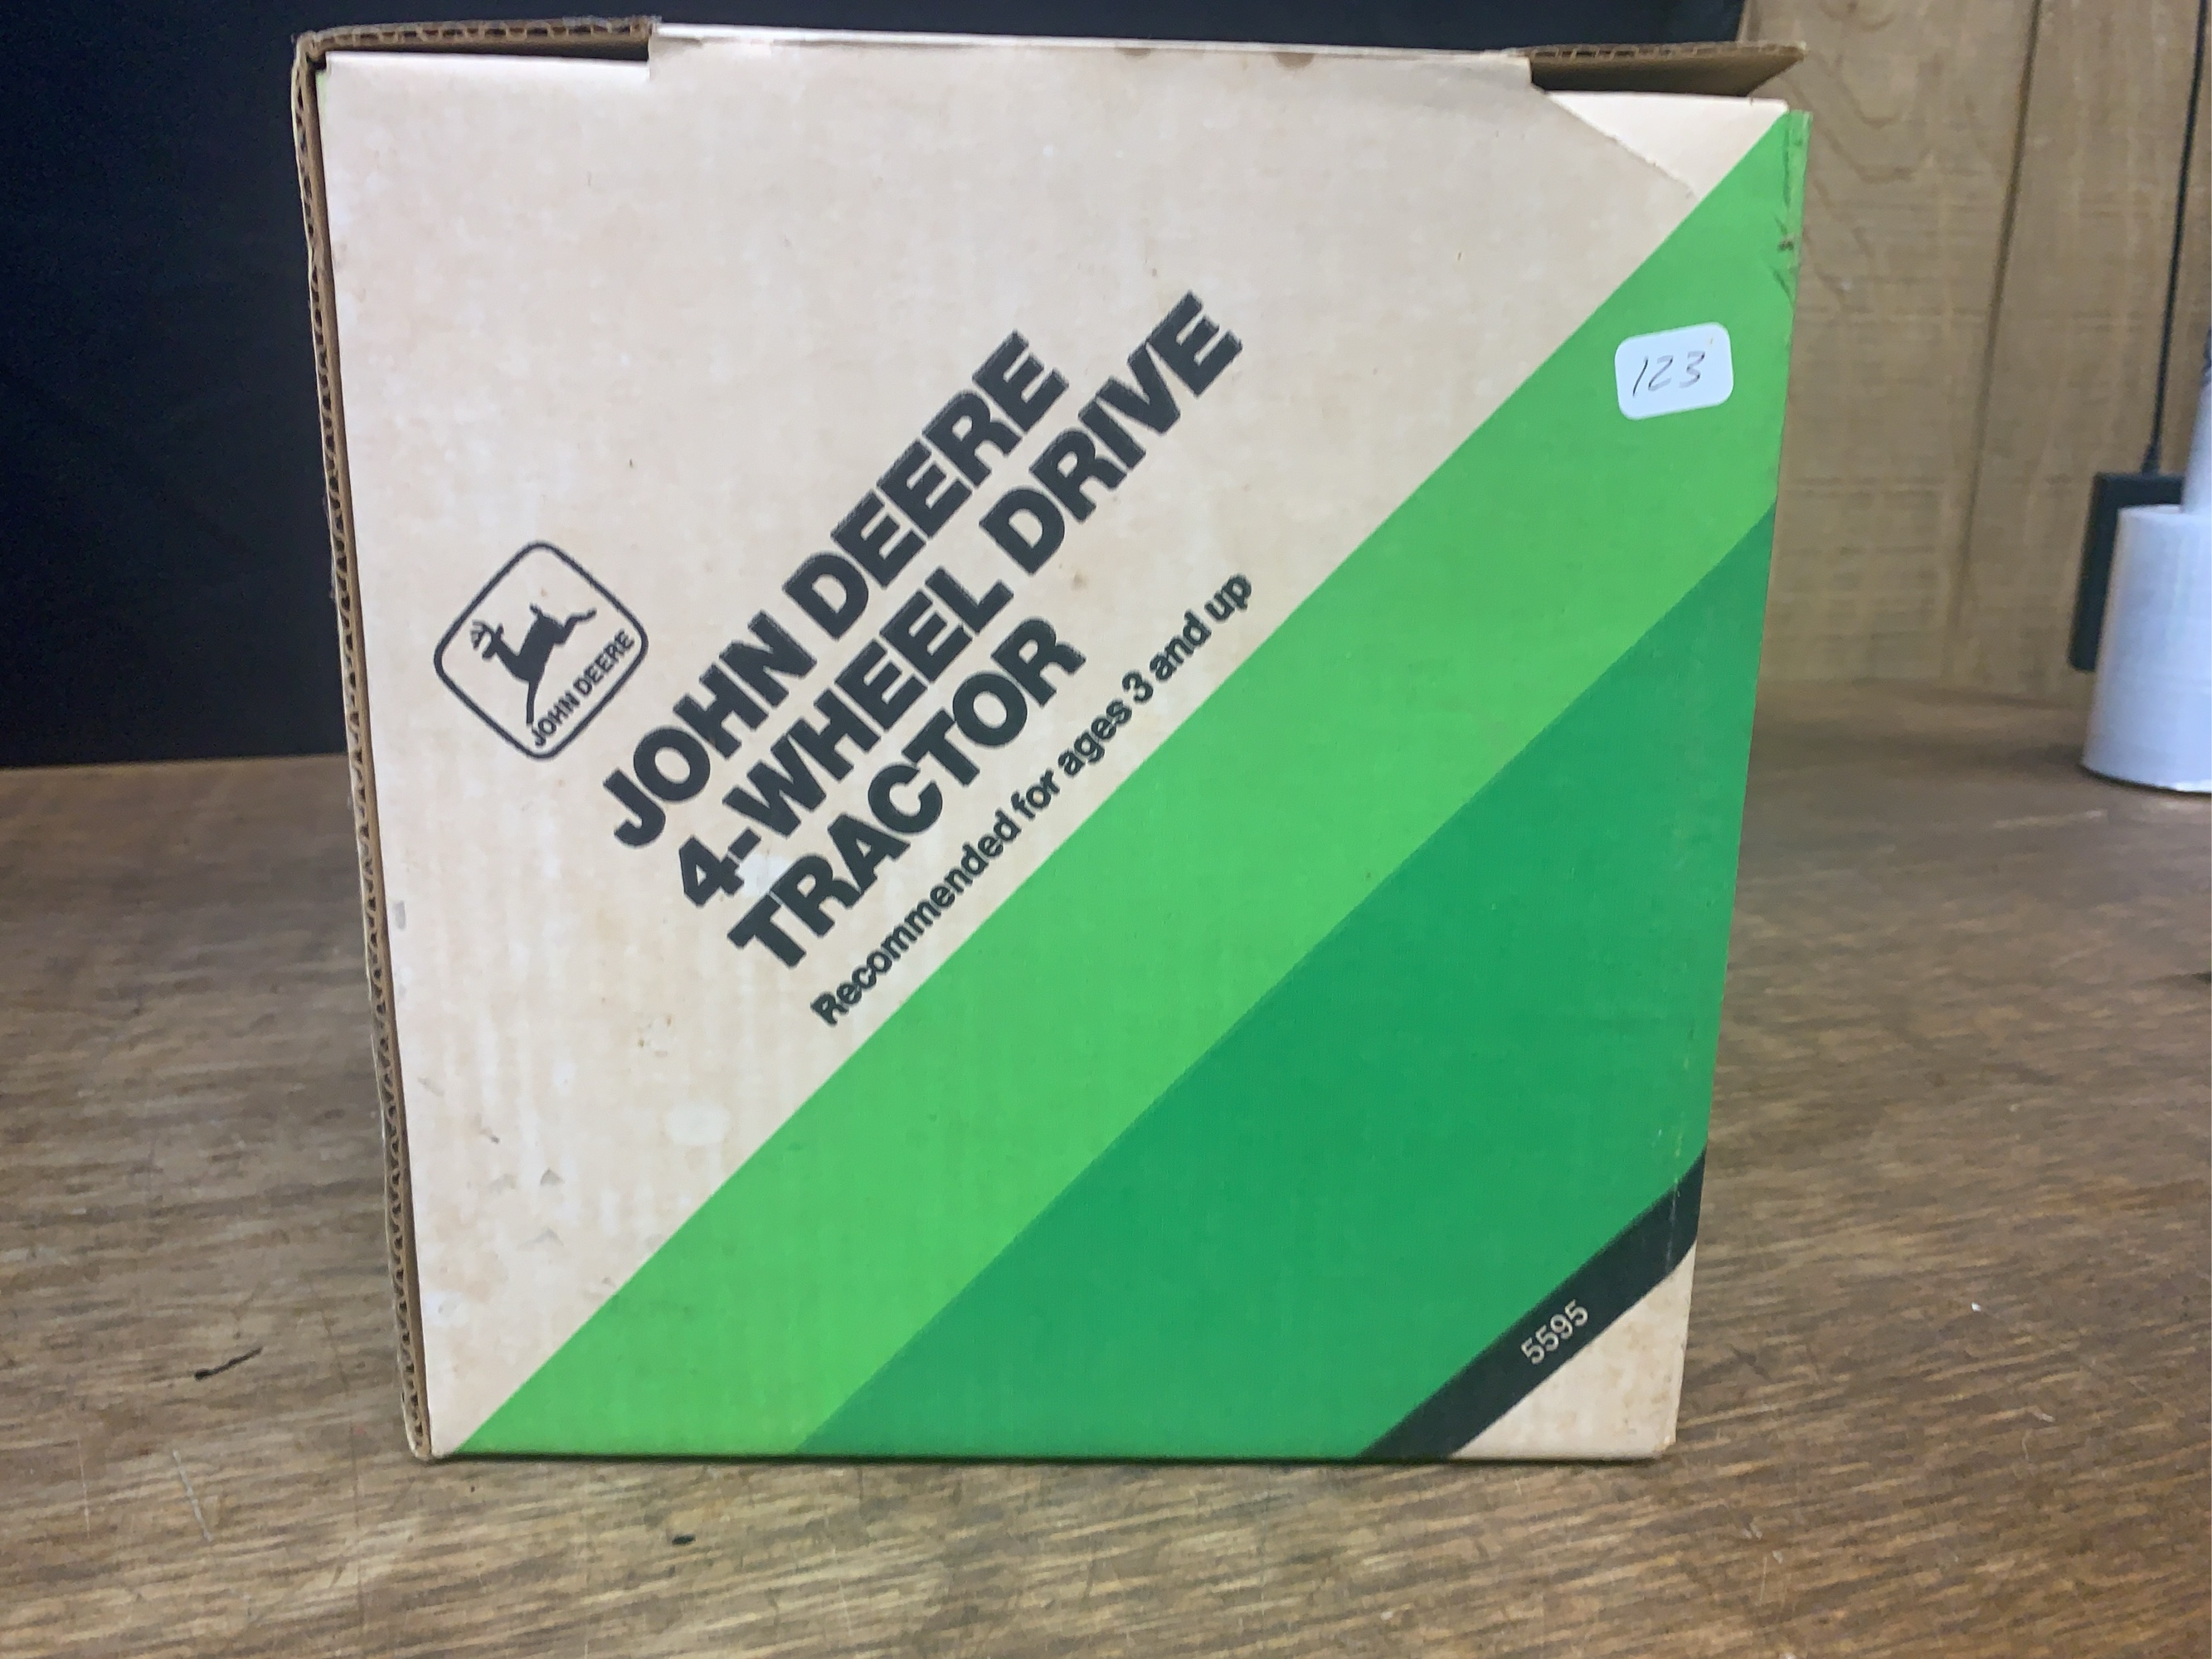 123
JOHN DEERE
JOHN DEERE
4-WHEEL DRIVE
TRACTOR
Recommended for ages 3 and up
5595